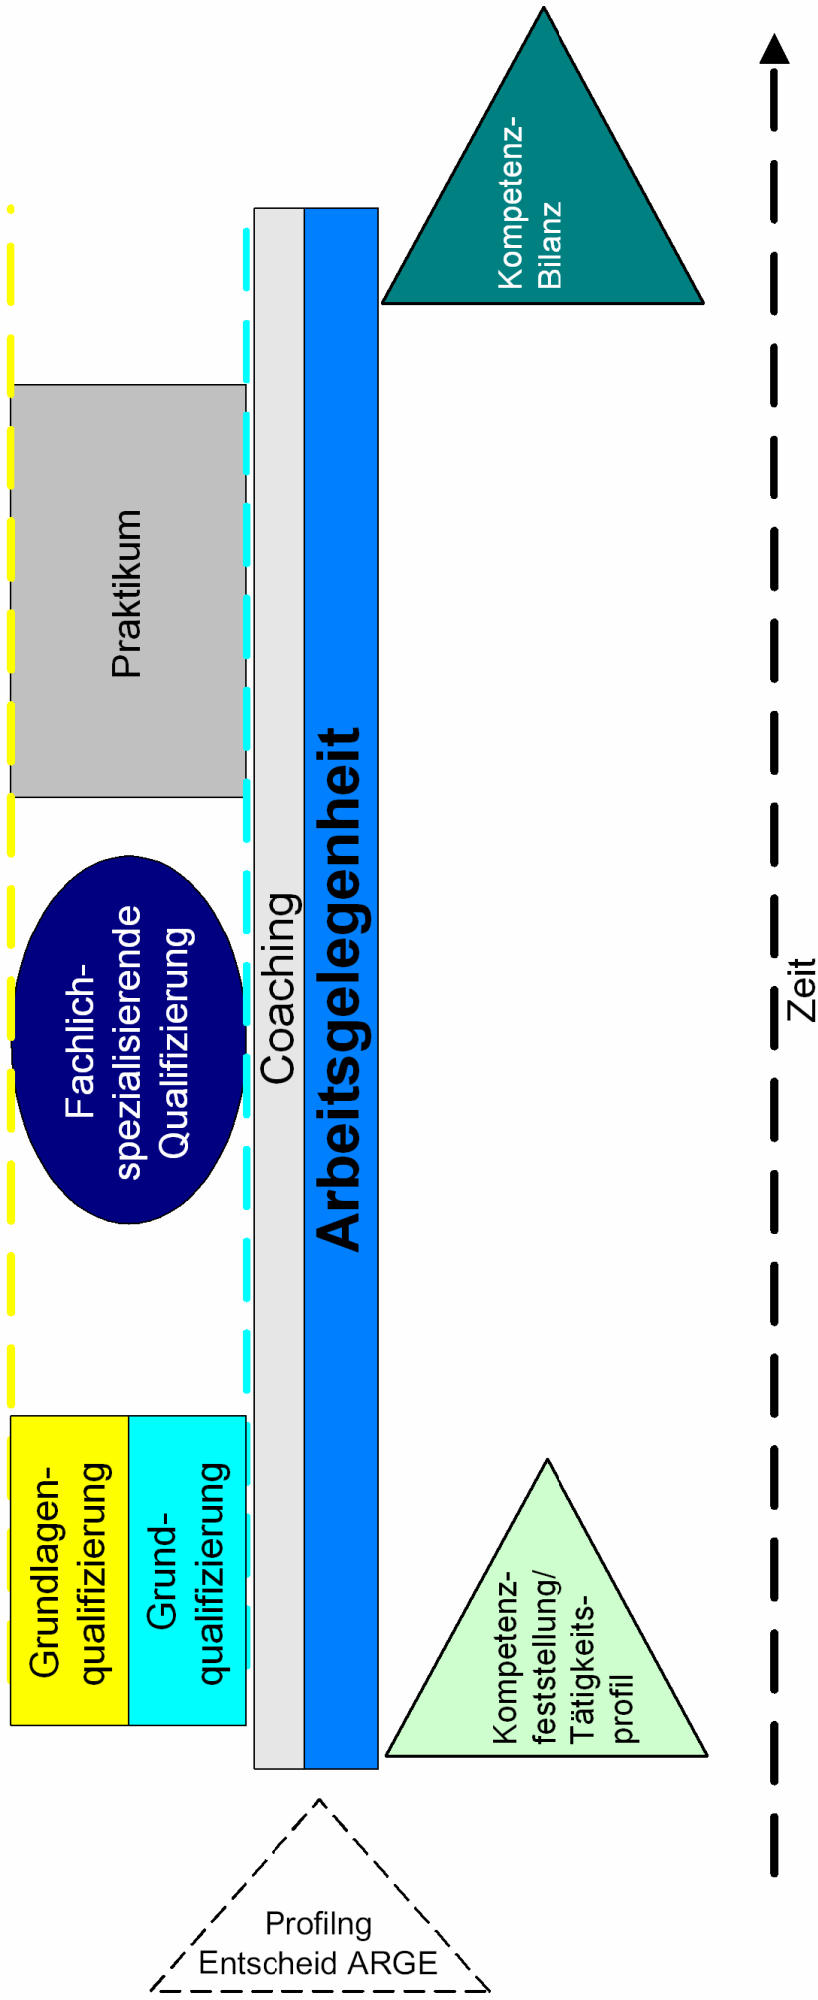 Grundlagen-
qualifizierung
Grund-
qualifizierung
Fachlich-
spezialisierende
Qualifizierung
Praktikum
Coaching
Arbeitsgelegenheit
Kompetenz-
feststellung/
Tätigkeits-
profil
Kompetenz-
Bilanz
Zeit
Profilng
Entscheid ARGE